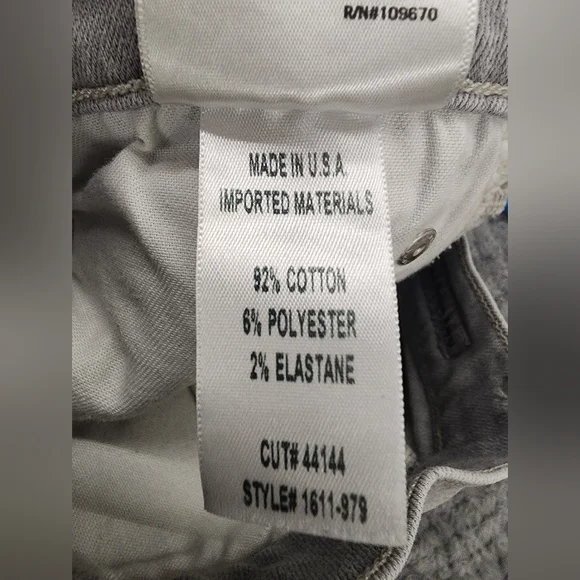 R/N#109670
MADE IN U.S.A
IMPORTED MATERIALS
92% COTTON
6% POLYESTER
2% ELASTANE
CUT# 44144
STYLE# 1611-979